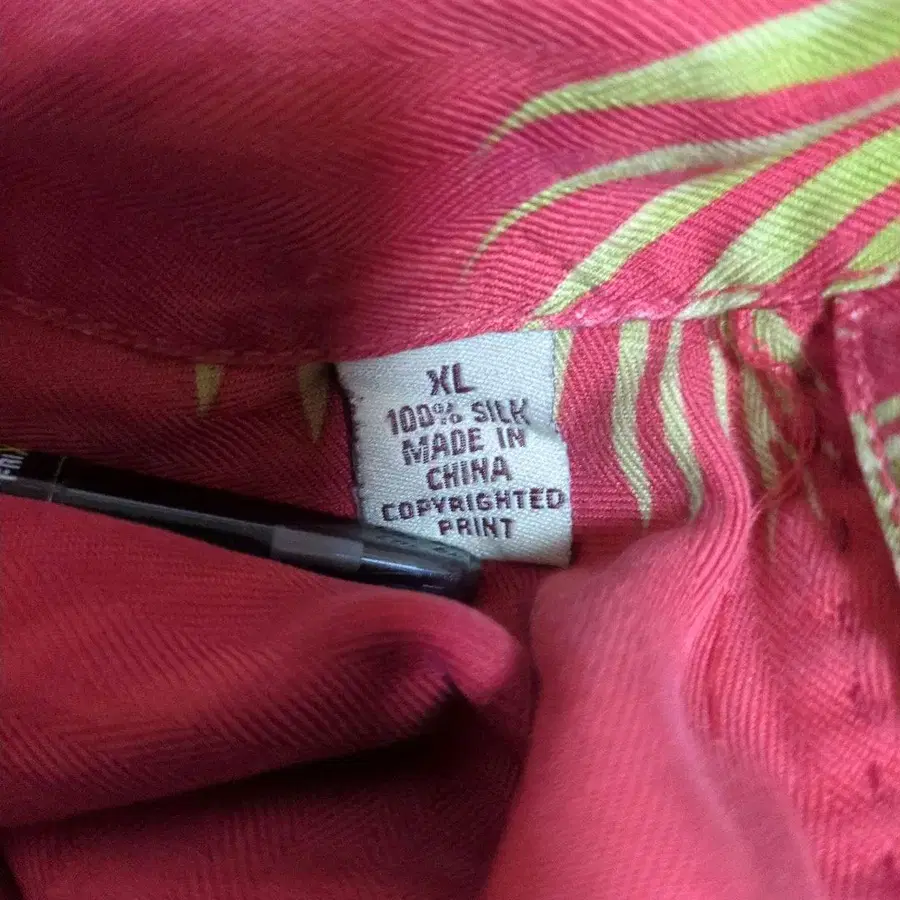 XL
100% SILK
MADE IN
CHINA
COPYRIGHTED
PRINT